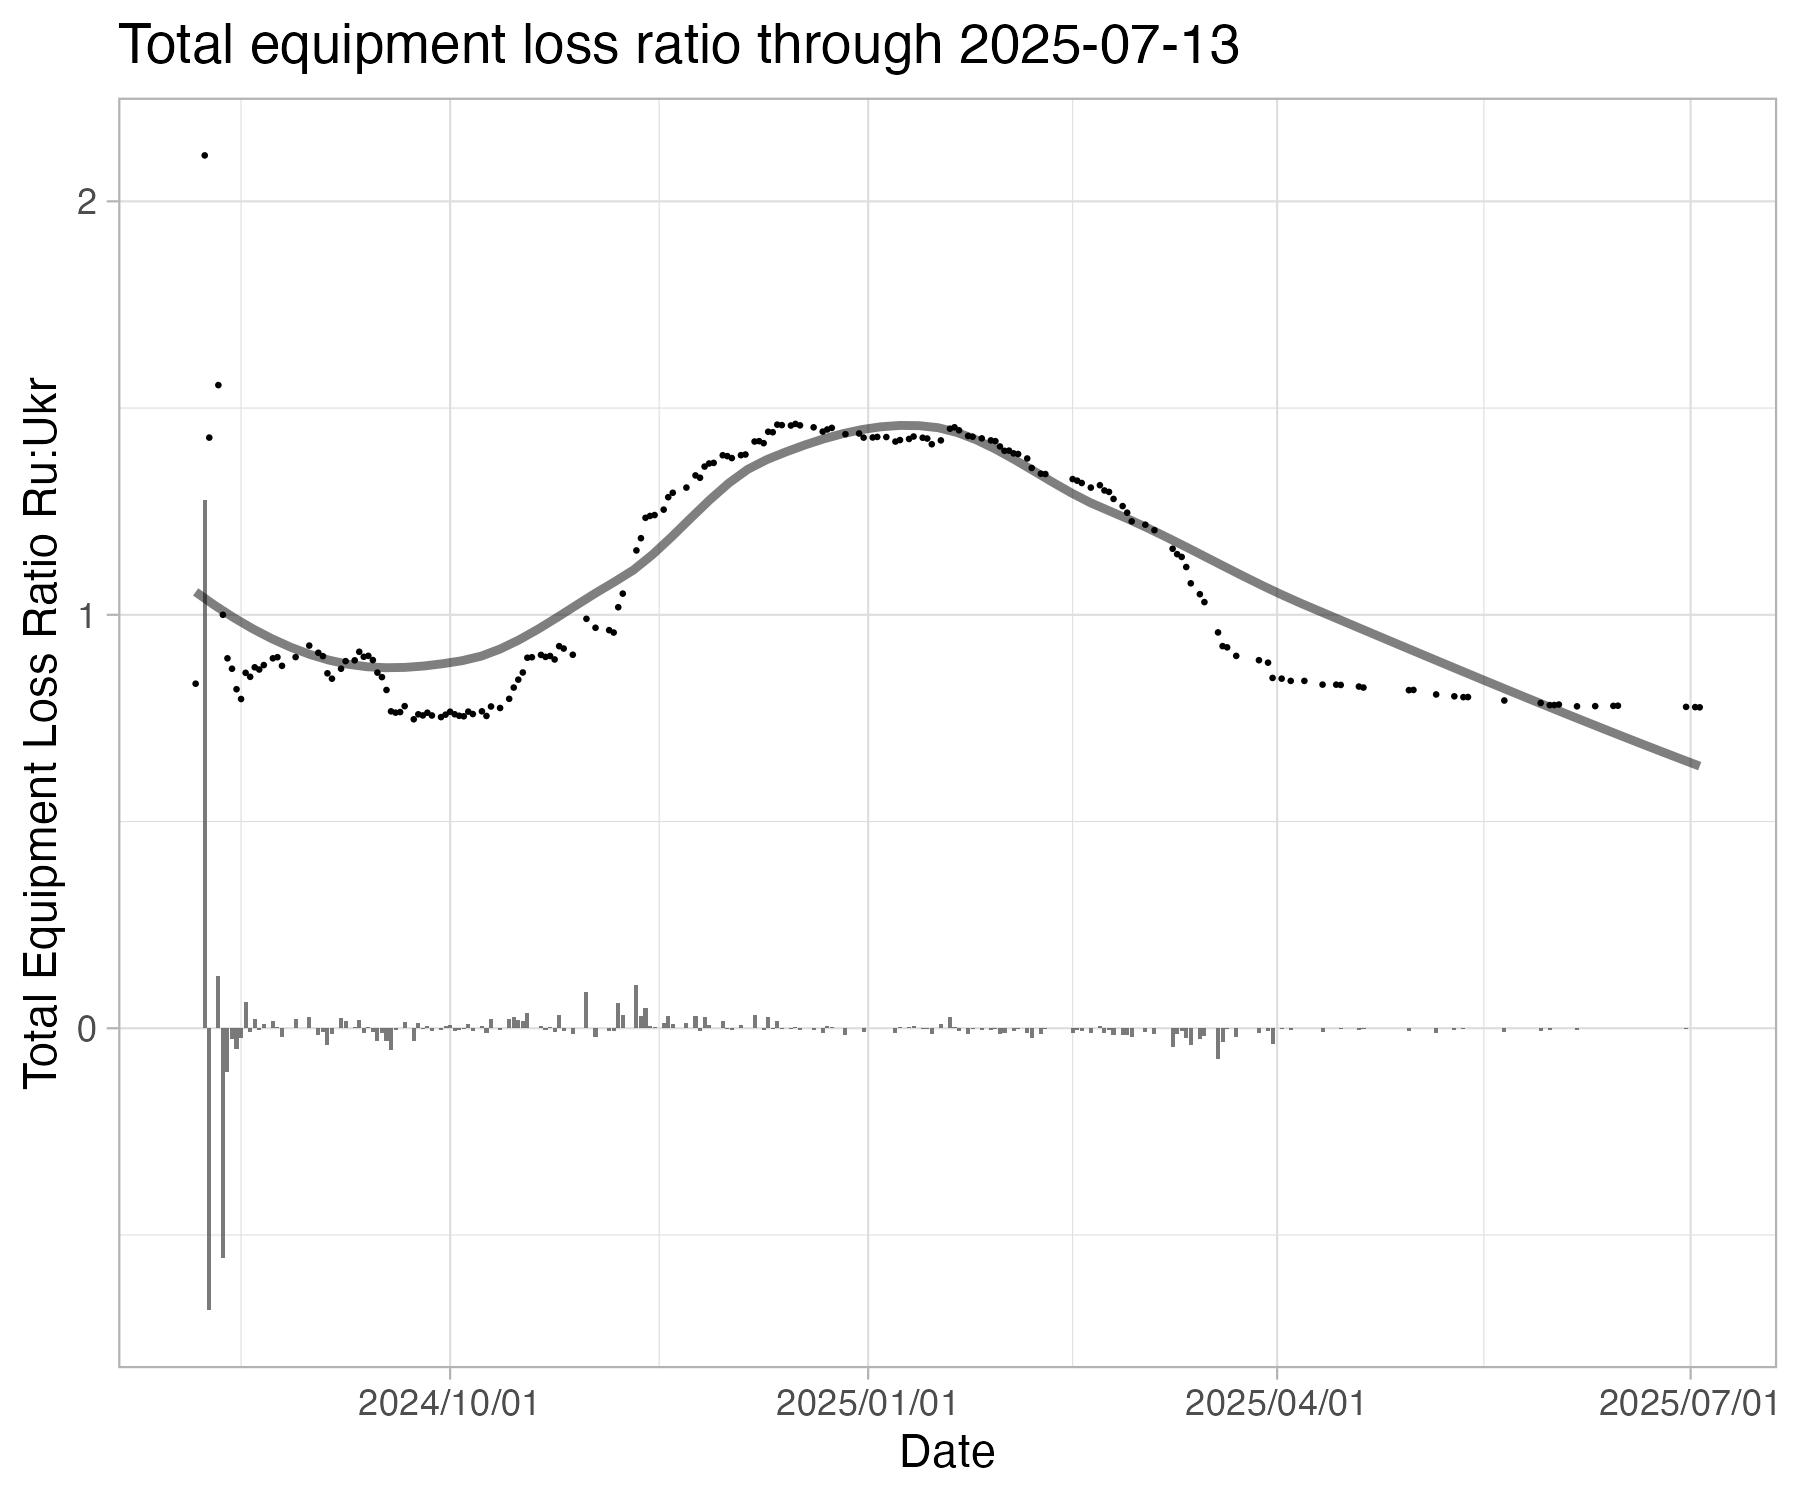 Total equipment loss ratio through 2025-07-13
Total Equipment Loss Ratio Ru:Ukr
2
1
0
2024/10/01
2025/01/01
2025/04/01
2025/07/01
Date